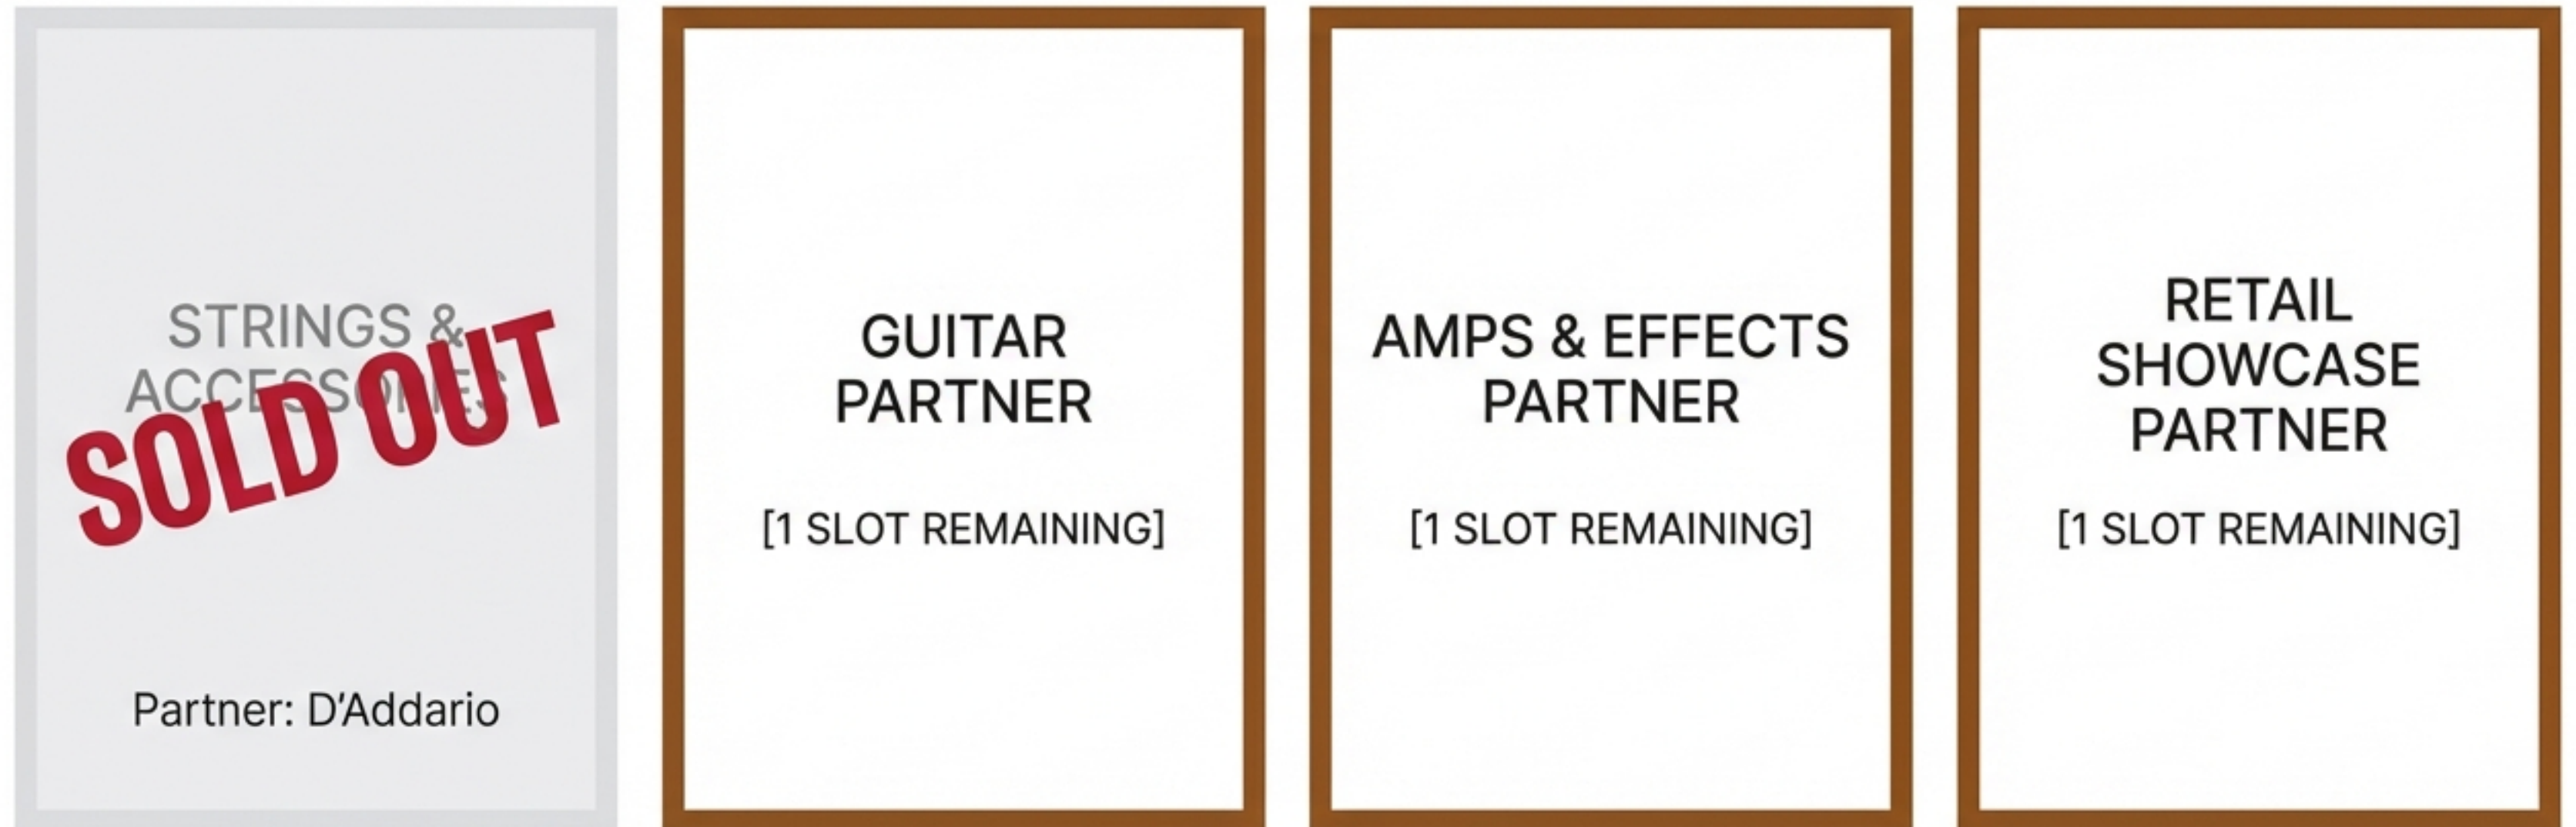 STRINGS &
ACCESSORIES
SOLD OUT
Partner: D'Addario
GUITAR
PARTNER
[1 SLOT REMAINING]
AMPS & EFFECTS
PARTNER
[1 SLOT REMAINING]
RETAIL
SHOWCASE
PARTNER
[1 SLOT REMAINING]